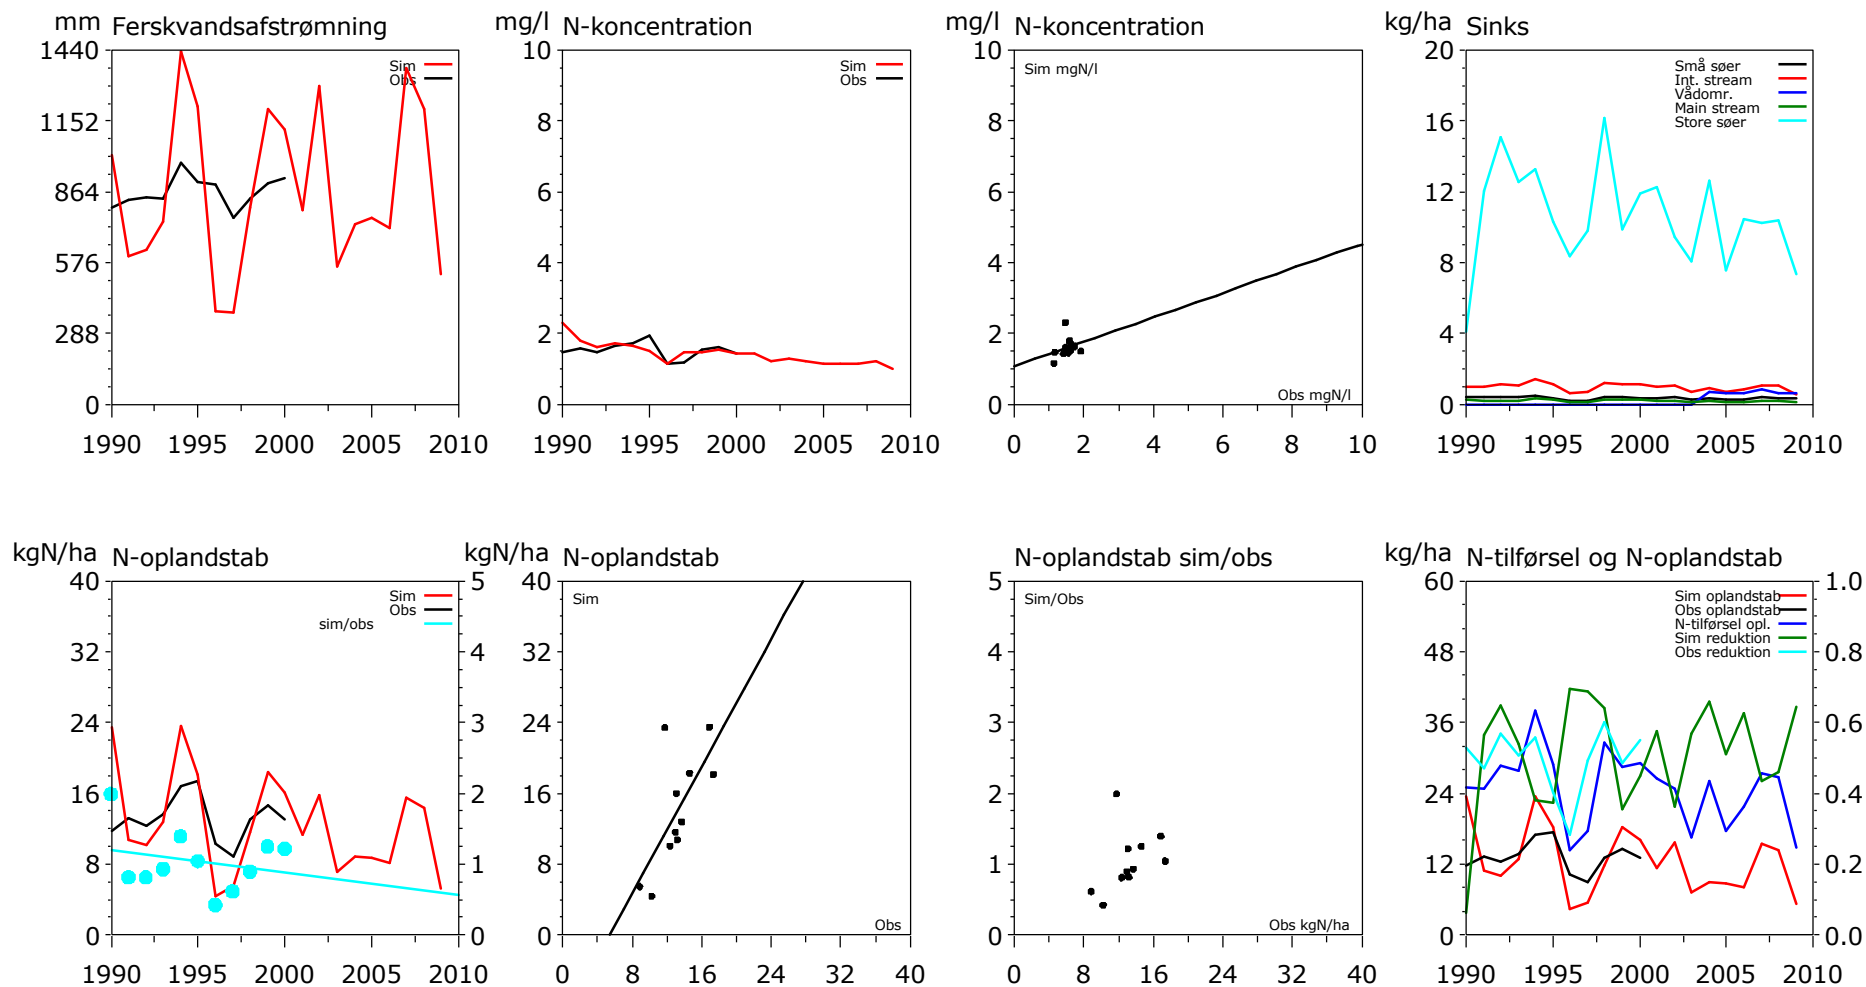 mm Ferskvandsafstrømning
1440
1152
864
576
288
0
1990 1995 2000 2005 2010
Sim
Obs
mg/l N-koncentration
10
8
6
4
2
0
1990 1995 2000 2005 2010
Sim
Obs
mg/l N-koncentration
Sim mgN/l
10
8
6
4
2
0
Obs mgN/l
0 2 4 6 8 10
kg/ha Sinks
20
16
12
8
4
0
1990 1995 2000 2005 2010
Små søer
Int. stream
Vådomr.
Main stream
Store søer
kgN/ha N-oplandstab
40
32
24
16
8
0
5
4
3
2
1
0
1990 1995 2000 2005 2010
Sim
Obs
sim/obs
kgN/ha N-oplandstab
Sim
40
32
24
16
8
0
Obs
0 8 16 24 32 40
N-oplandstab sim/obs
Sim/Obs
5
4
3
2
1
0
Obs kgN/ha
0 8 16 24 32 40
kg/ha N-tilførsel og N-oplandstab
60
48
36
24
12
0
1.0
0.8
0.6
0.4
0.2
0.0
1990 1995 2000 2005 2010
Sim oplandstab
Obs oplandstab
N-tilførsel opl.
Sim reduktion
Obs reduktion